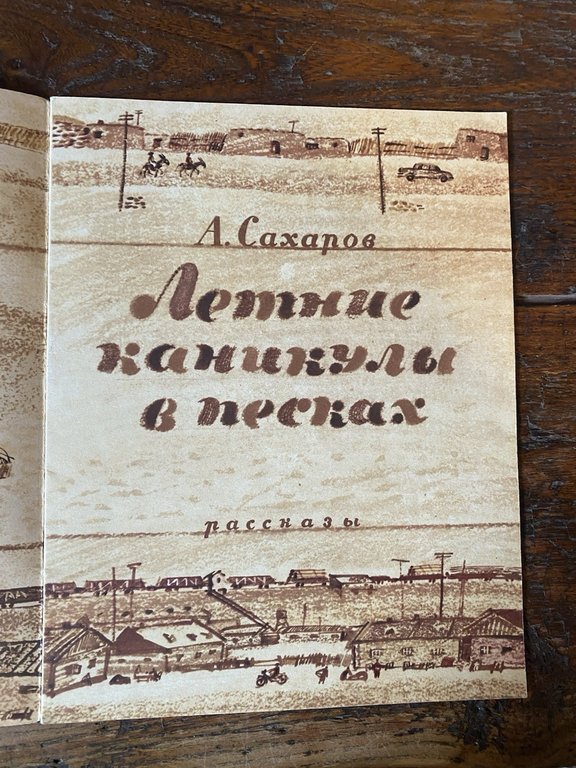 А. Сахаров
Летние
каникулы
в песках
рассказы